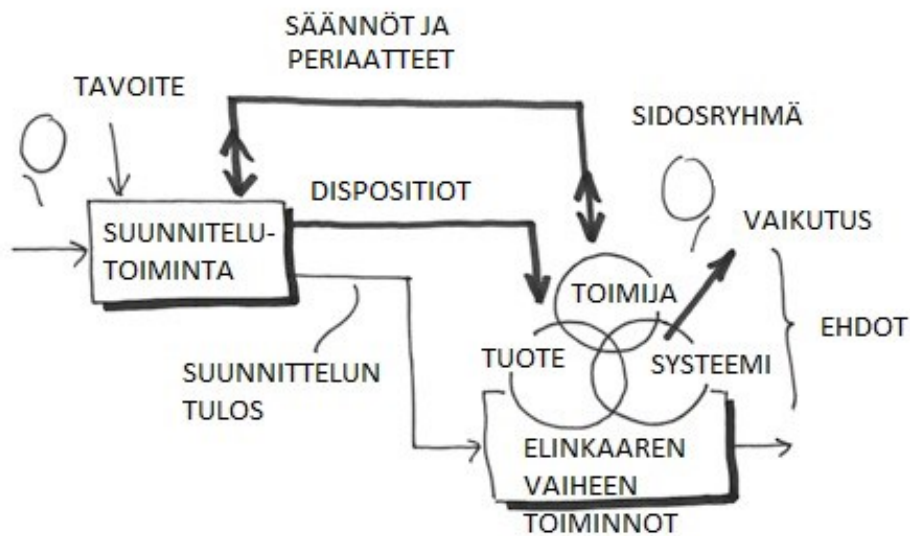 SÄÄNNÖT JA
PERIAATTEET
TAVOITE
SIDOSRYHMÄ
DISPOSITIOT
VAIKUTUS
SUUNNITELU-
TOIMINTA
TOIMIJA
EHDOT
TUOTE
SYSTEEMI
SUUNNITTELUN
TULOS
ELINKAAREN
VAIHEEN
TOIMINNOT